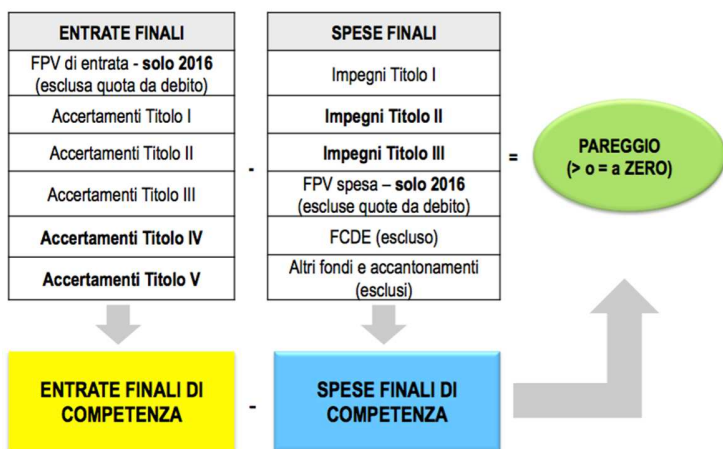 ENTRATE FINALI
FPV di entrata - solo 2016
(esclusa quota da debito)
Accertamenti Titolo I
Accertamenti Titolo II
Accertamenti Titolo III
Accertamenti Titolo IV
Accertamenti Titolo V
-
SPESE FINALI
Impegni Titolo I
Impegni Titolo II
Impegni Titolo III
FPV spesa – solo 2016
(escluse quote da debito)
FCDE (escluso)
Altri fondi e accantonamenti
(esclusi)
=
PAREGGIO
(> o = a ZERO)
ENTRATE FINALI DI
COMPETENZA
-
SPESE FINALI DI
COMPETENZA